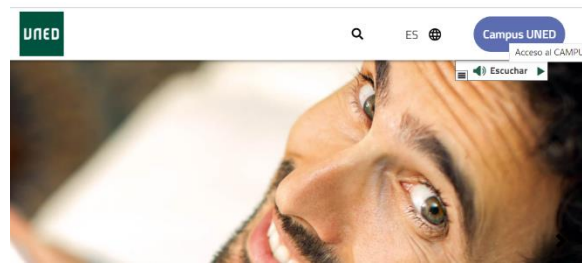 UNED
ES
Campus UNED
Acceso al CAMPU
Escuchar